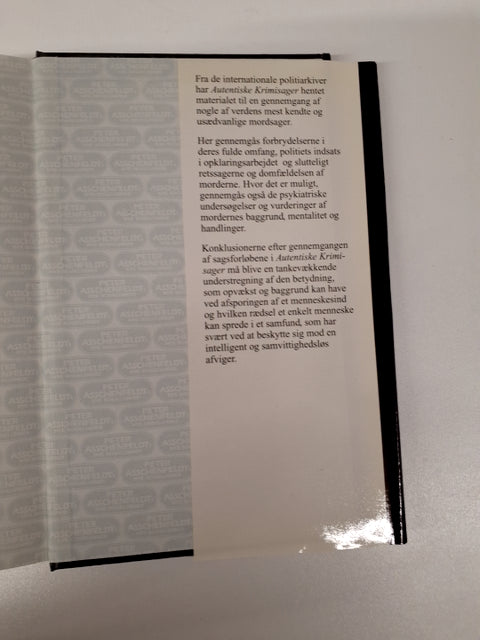 Fra de internationale politiarkiver
har Autentiske Krimisager hentet
materialet til en gennemgang af
nogle af verdens mest kendte og
usædvanlige mordsager.
Her gennemgås forbrydelserne i
deres fulde omfang, politiets indsats
i opklaringsarbejdet og slutteligt
retssagerne og domfældelsen af
morderne. Hvor det er muligt,
gennemgås også de psykiatriske
undersøgelser og vurderinger af
mordernes baggrund, mentalitet og
handlinger.
Konklusionerne efter gennemgangen
af sagsforløbene i Autentiske Krimi-
sager må blive en tankevækkende
understregning af den betydning,
som opvækst og baggrund kan have
ved afsporingen af et menneskesind
og hvilken rædsel et enkelt menneske
kan sprede i et samfund, som har
svært ved at beskytte sig mod en
intelligent og samvittighedsløs
afviger.
PETER
ASSCHENFELDT